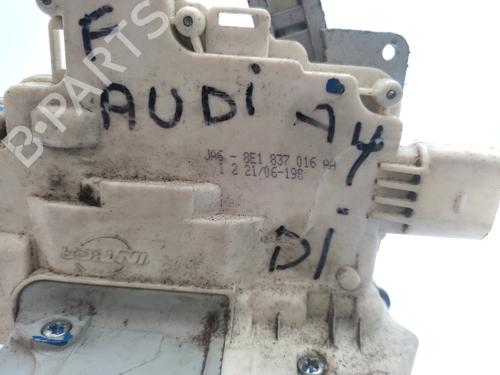 F
AUDI A4
JA6 - 8E1 837 016 AA
1 2 21/06-198
DI
INTIER
B-PARTS